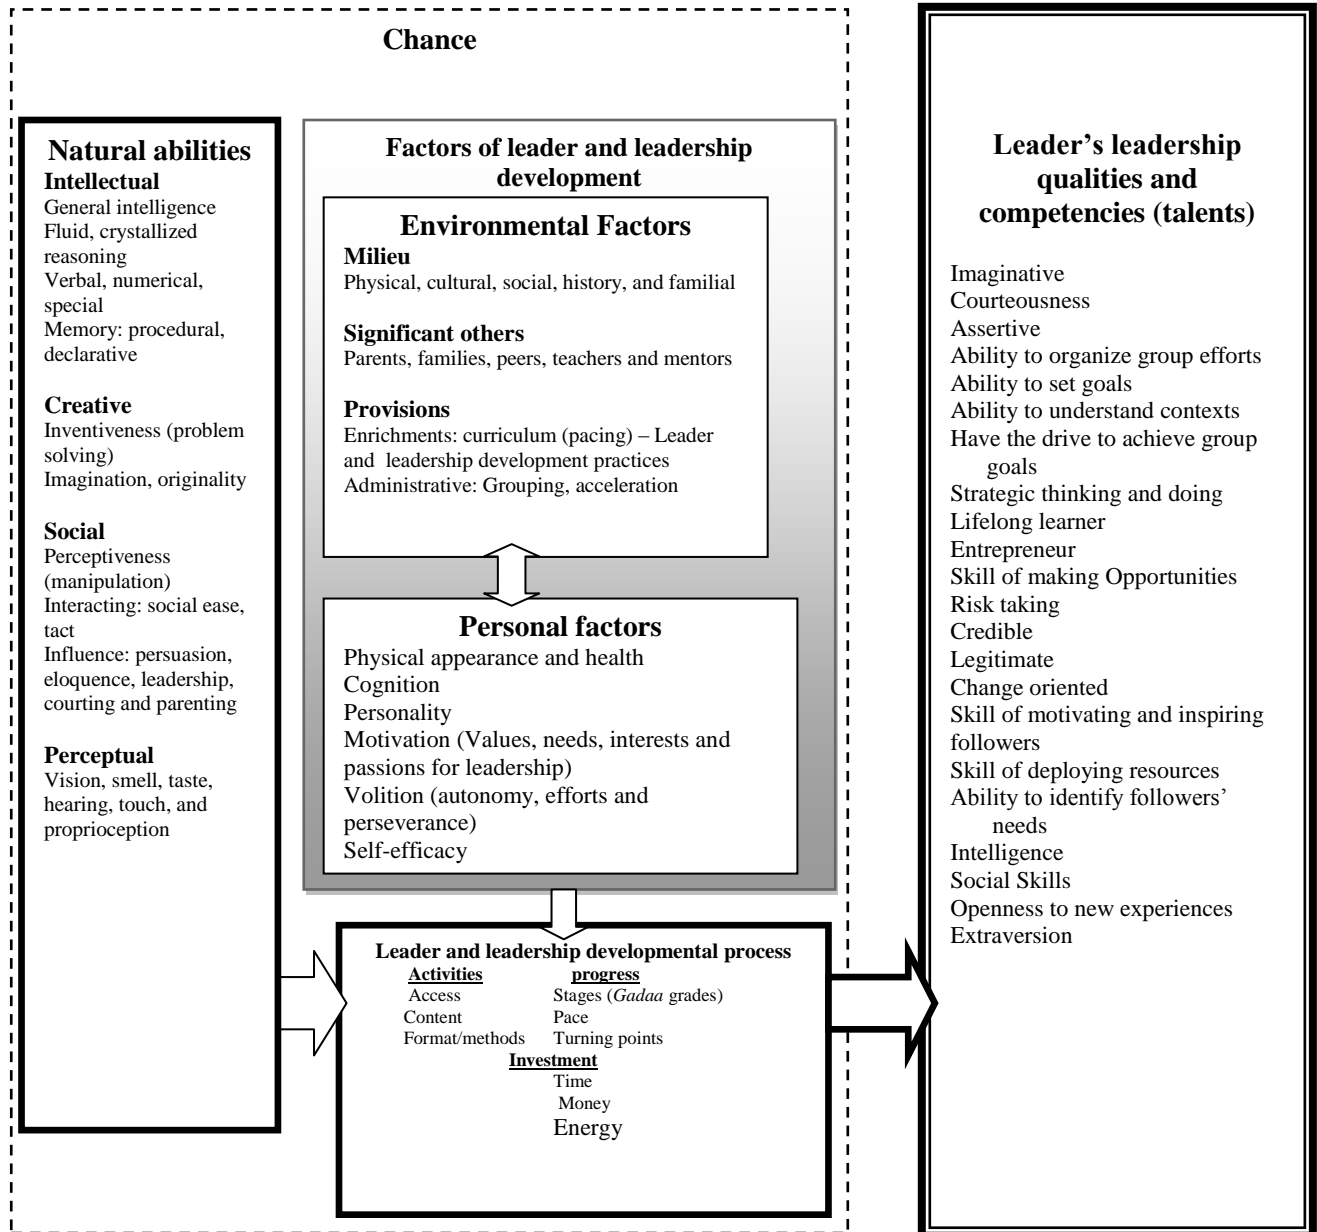 Chance
Natural abilities
Intellectual
General intelligence
Fluid, crystallized
reasoning
Verbal, numerical,
special
Memory: procedural,
declarative
Creative
Inventiveness (problem
solving)
Imagination, originality
Social
Perceptiveness
(manipulation)
Interacting: social ease,
tact
Influence: persuasion,
eloquence, leadership,
courting and parenting
Perceptual
Vision, smell, taste,
hearing, touch, and
proprioception
Factors of leader and leadership
development
Environmental Factors
Milieu
Physical, cultural, social, history, and familial
Significant others
Parents, families, peers, teachers and mentors
Provisions
Enrichments: curriculum (pacing) – Leader
and leadership development practices
Administrative: Grouping, acceleration
Personal factors
Physical appearance and health
Cognition
Personality
Motivation (Values, needs, interests and
passions for leadership)
Volition (autonomy, efforts and
perseverance)
Self-efficacy
Leader and leadership developmental process
Activities progress
Access Stages (Gadaa grades)
Content Pace
Format/methods Turning points
Investment
Time
Money
Energy
Leader’s leadership
qualities and
competencies (talents)
Imaginative
Courteousness
Assertive
Ability to organize group efforts
Ability to set goals
Ability to understand contexts
Have the drive to achieve group
goals
Strategic thinking and doing
Lifelong learner
Entrepreneur
Skill of making Opportunities
Risk taking
Credible
Legitimate
Change oriented
Skill of motivating and inspiring
followers
Skill of deploying resources
Ability to identify followers’
needs
Intelligence
Social Skills
Openness to new experiences
Extraversion